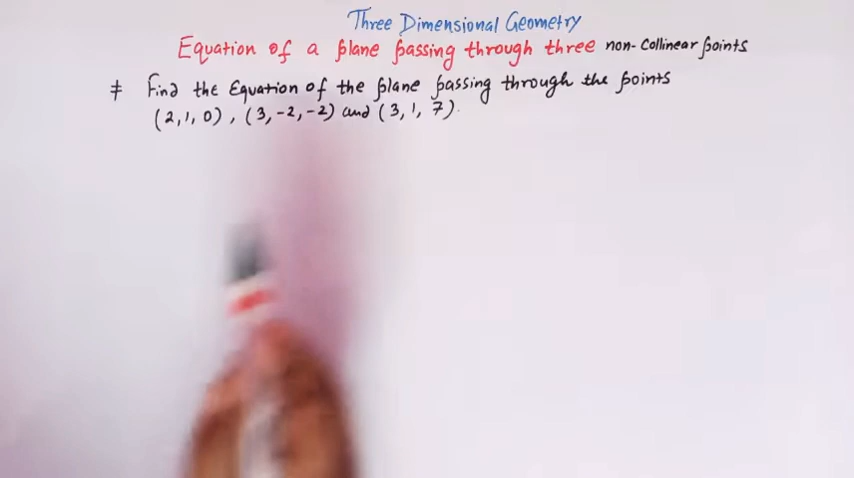 Three Dimensional Geometry
Equation of a plane passing through three non-collinear points
# Find the Equation of the plane passing through the points
(2,1,0), (3,-2,-2) and (3,1,7).